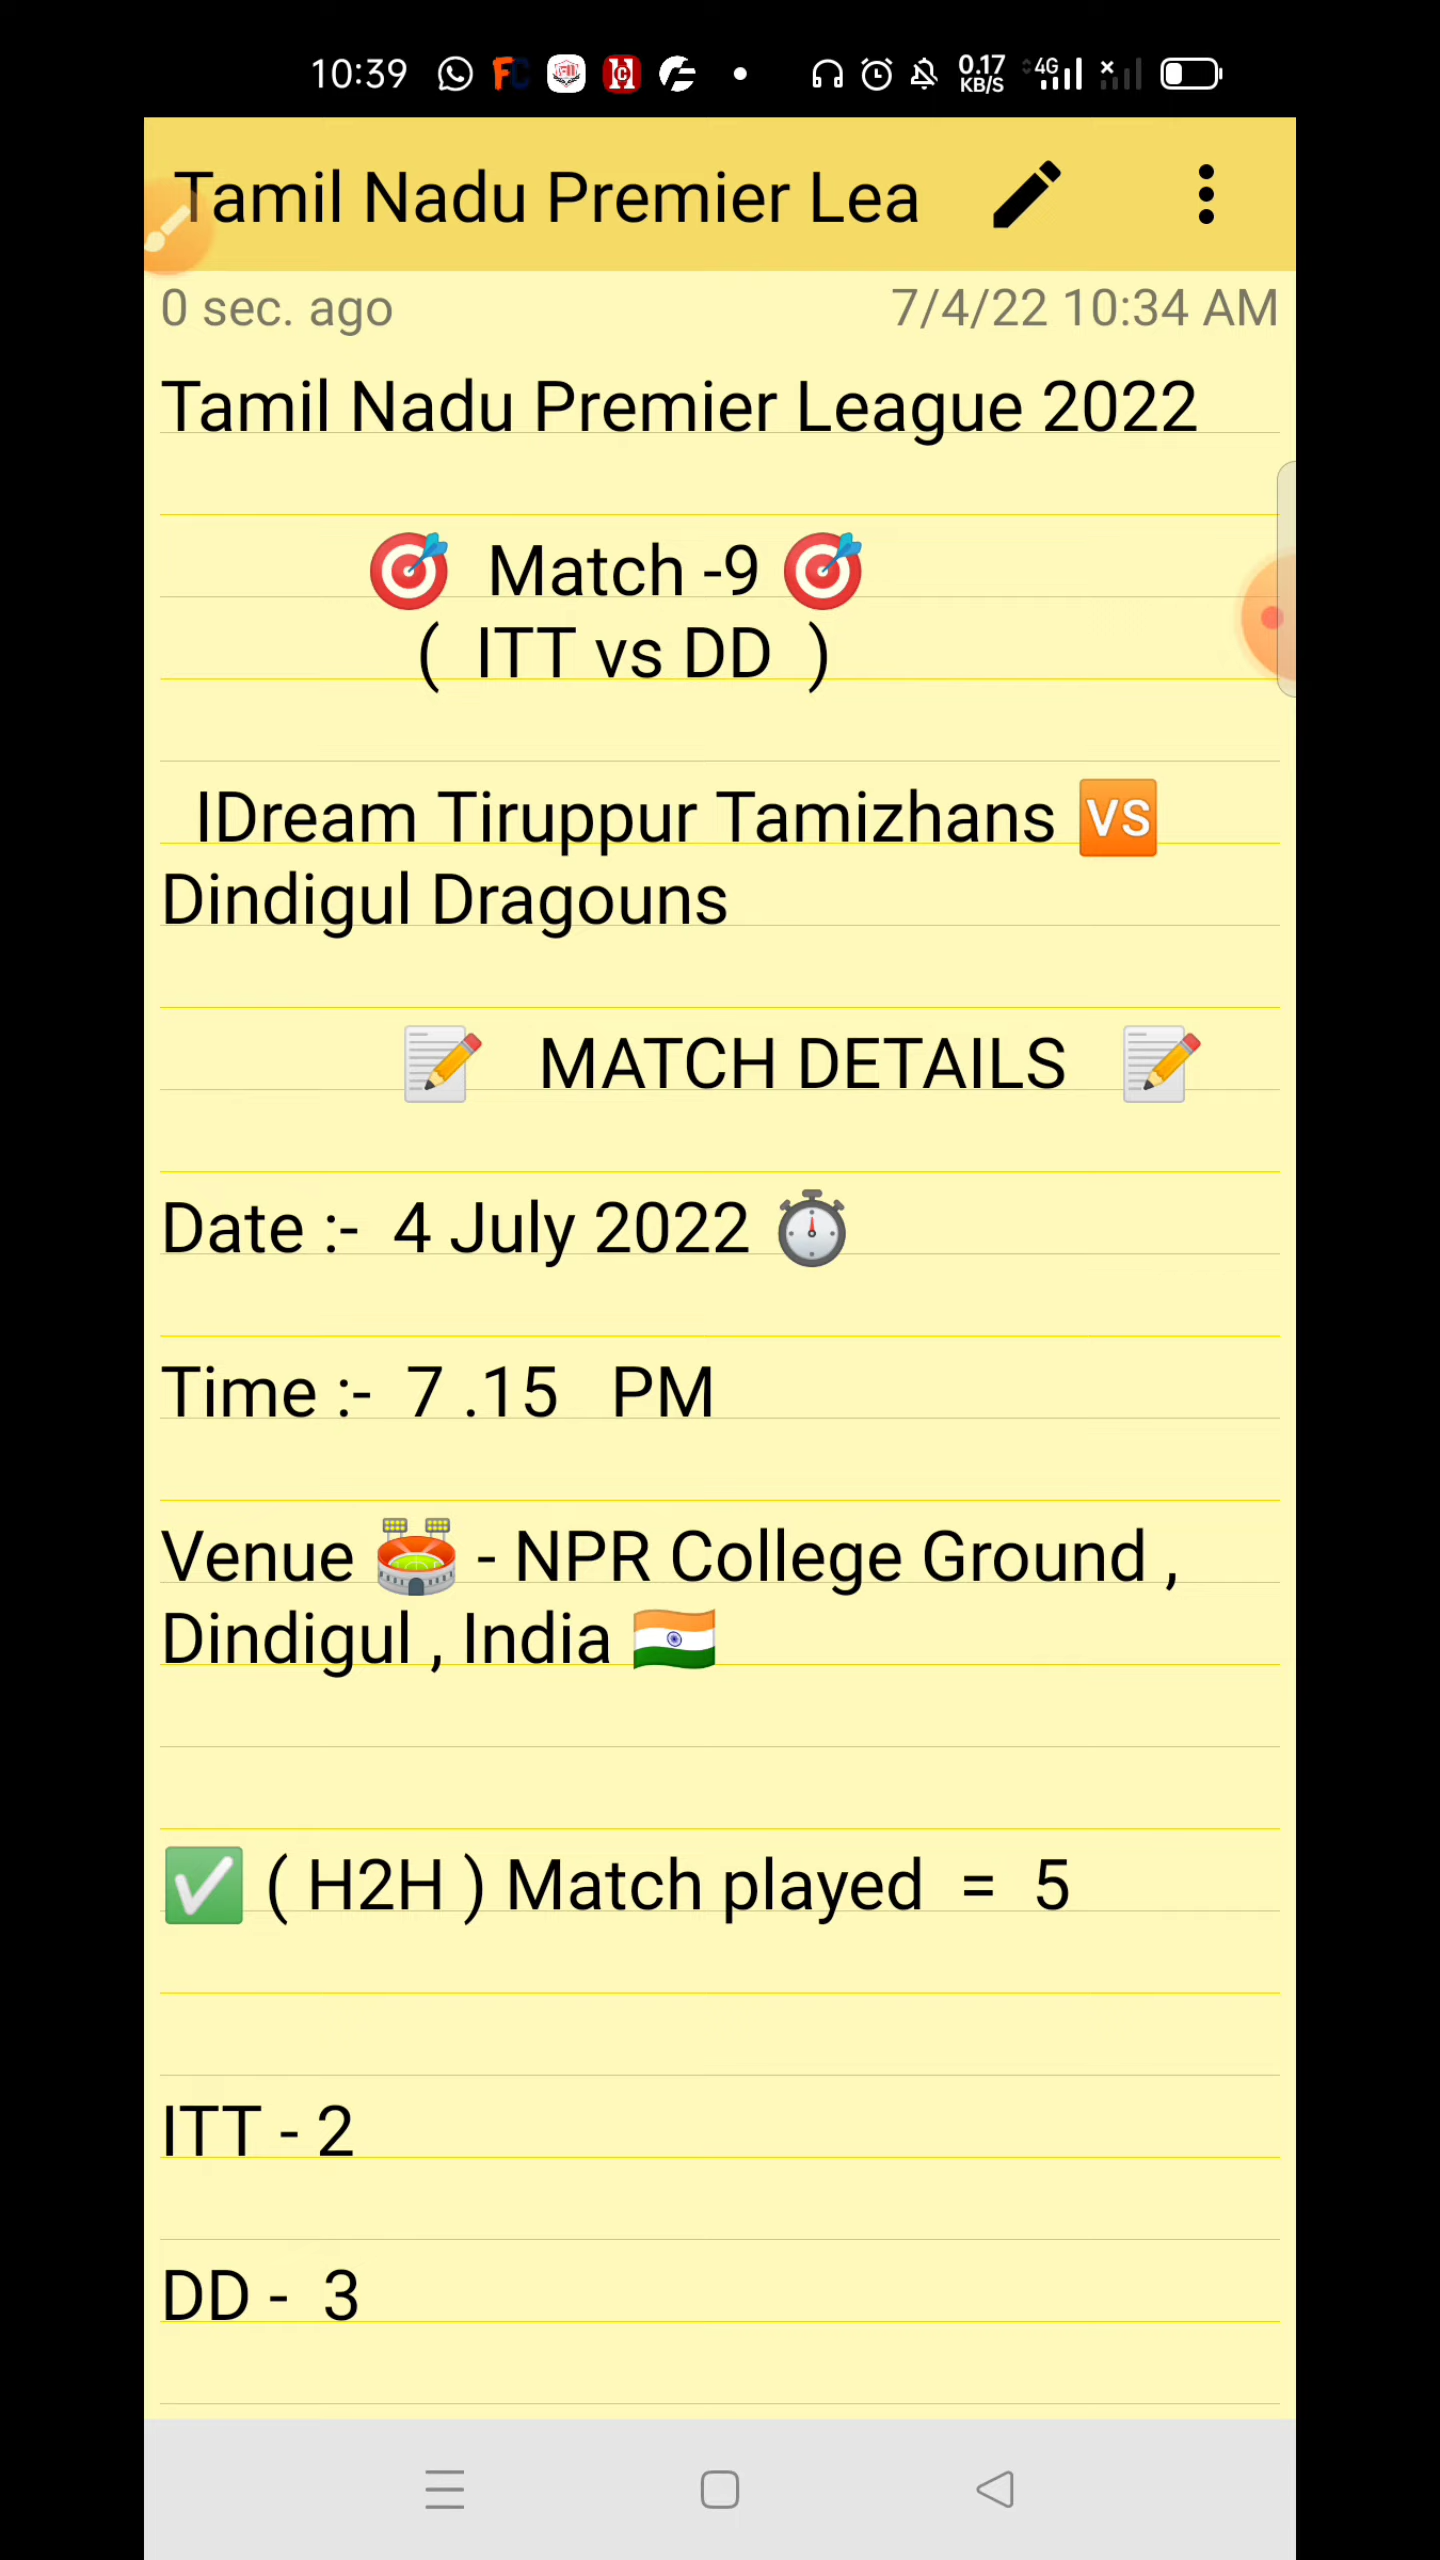 10:39 0.17 KB/S 4G
Tamil Nadu Premier Lea
0 sec. ago 7/4/22 10:34 AM
Tamil Nadu Premier League 2022
🎯 Match -9 🎯
( ITT vs DD )
IDream Tiruppur Tamizhans 🆚
Dindigul Dragouns
📝 MATCH DETAILS 📝
Date :- 4 July 2022 ⏱
Time :- 7 .15 PM
Venue 🏟 - NPR College Ground ,
Dindigul , India 🇮🇳
✅ ( H2H ) Match played = 5
ITT - 2
DD - 3